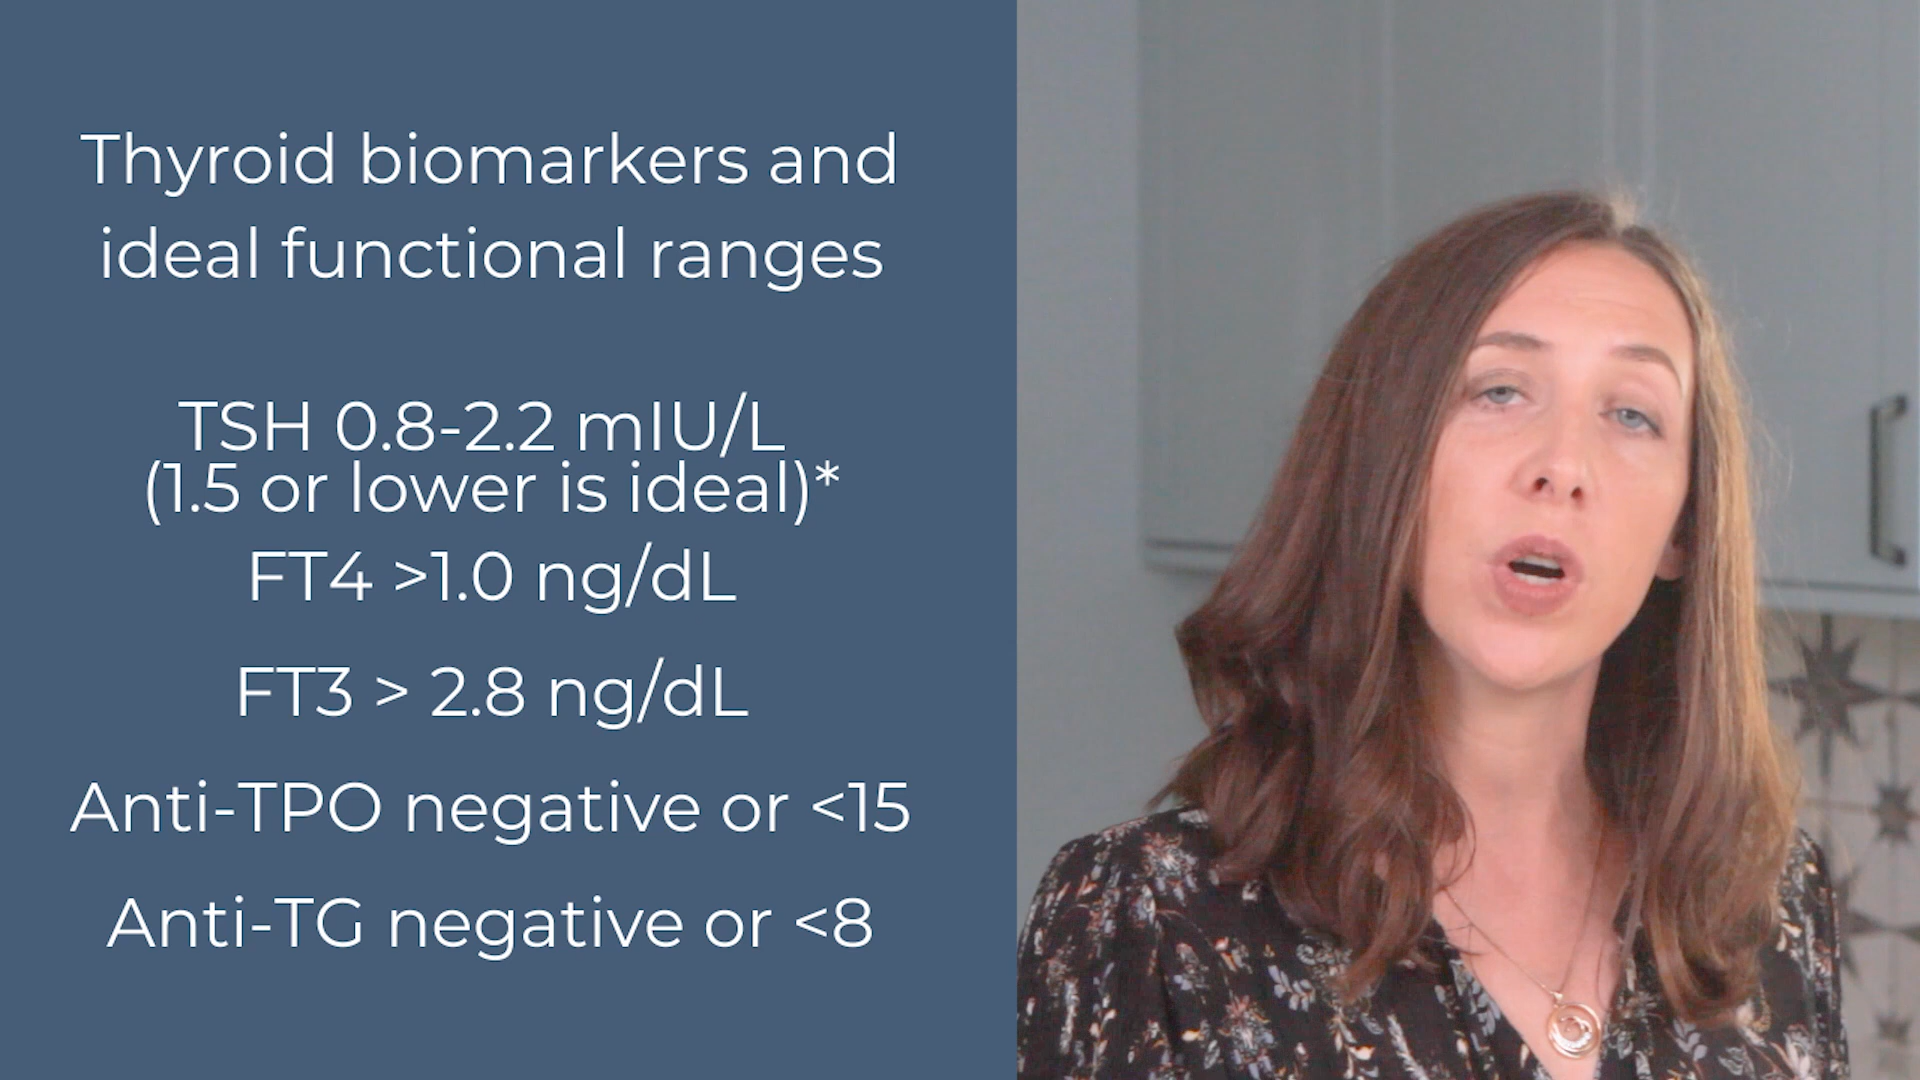 Thyroid biomarkers and
ideal functional ranges
TSH 0.8-2.2 mIU/L
(1.5 or lower is ideal)*
FT4 >1.0 ng/dL
FT3 > 2.8 ng/dL
Anti-TPO negative or <15
Anti-TG negative or <8